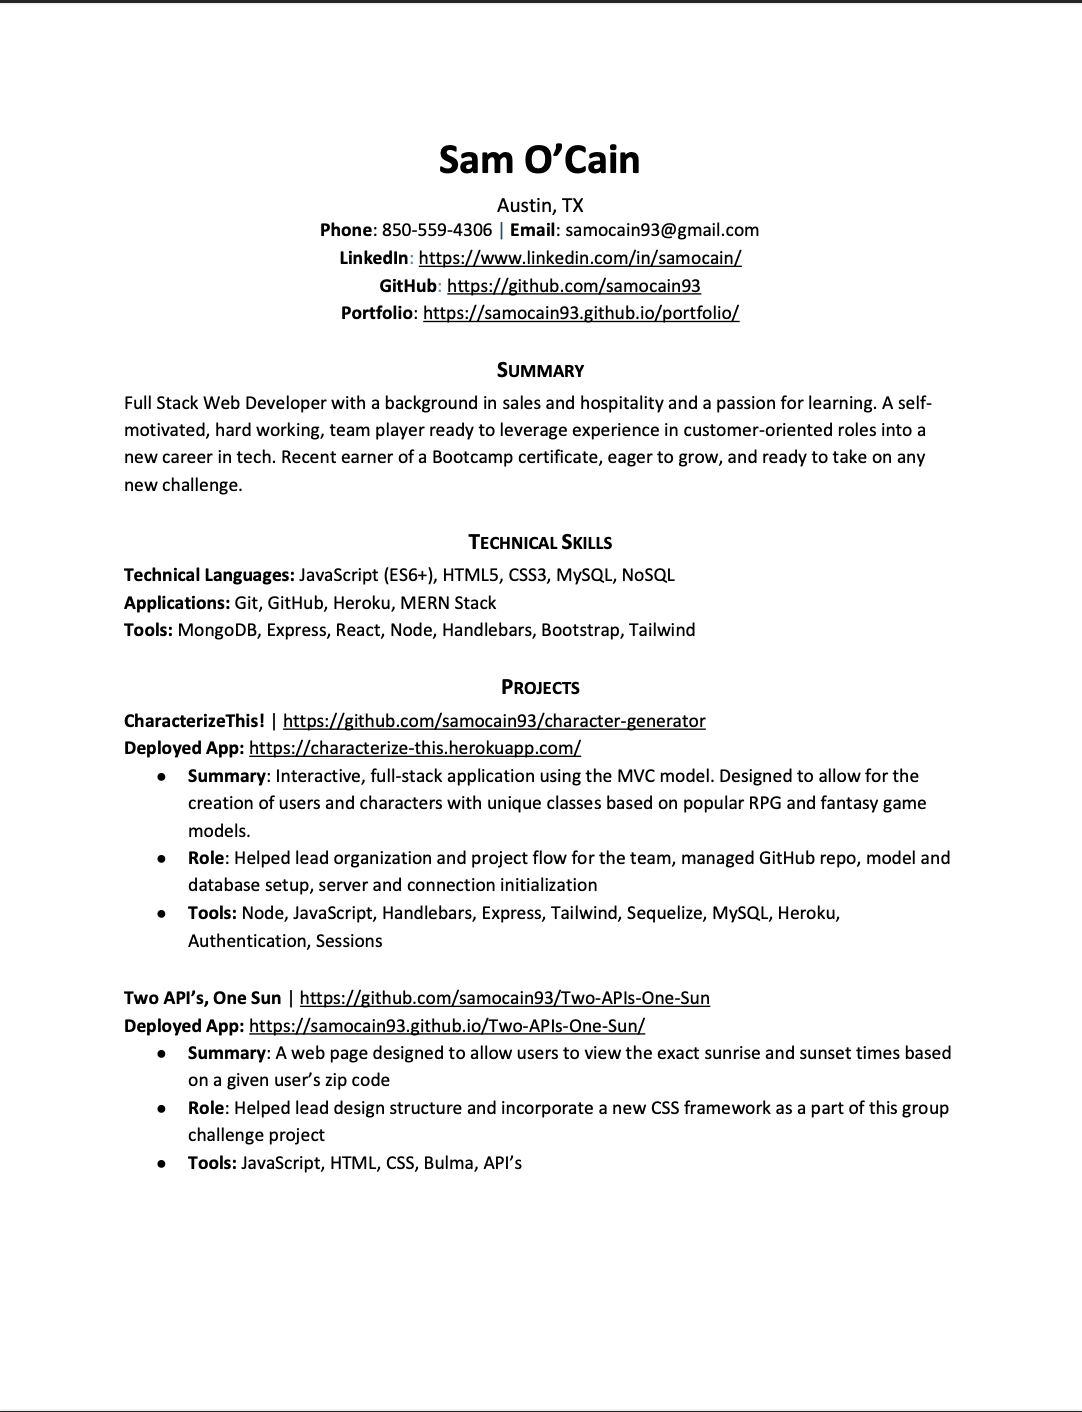 Sam O’Cain
Austin, TX
Phone: 850-559-4306 | Email: samocain93@gmail.com
LinkedIn: https://www.linkedin.com/in/samocain/
GitHub: https://github.com/samocain93
Portfolio: https://samocain93.github.io/portfolio/
SUMMARY
Full Stack Web Developer with a background in sales and hospitality and a passion for learning. A self-
motivated, hard working, team player ready to leverage experience in customer-oriented roles into a
new career in tech. Recent earner of a Bootcamp certificate, eager to grow, and ready to take on any
new challenge.
TECHNICAL SKILLS
Technical Languages: JavaScript (ES6+), HTML5, CSS3, MySQL, NoSQL
Applications: Git, GitHub, Heroku, MERN Stack
Tools: MongoDB, Express, React, Node, Handlebars, Bootstrap, Tailwind
PROJECTS
CharacterizeThis! | https://github.com/samocain93/character-generator
Deployed App: https://characterize-this.herokuapp.com/
● Summary: Interactive, full-stack application using the MVC model. Designed to allow for the
creation of users and characters with unique classes based on popular RPG and fantasy game
models.
● Role: Helped lead organization and project flow for the team, managed GitHub repo, model and
database setup, server and connection initialization
● Tools: Node, JavaScript, Handlebars, Express, Tailwind, Sequelize, MySQL, Heroku,
Authentication, Sessions
Two API’s, One Sun | https://github.com/samocain93/Two-APIs-One-Sun
Deployed App: https://samocain93.github.io/Two-APIs-One-Sun/
● Summary: A web page designed to allow users to view the exact sunrise and sunset times based
on a given user’s zip code
● Role: Helped lead design structure and incorporate a new CSS framework as a part of this group
challenge project
● Tools: JavaScript, HTML, CSS, Bulma, API’s